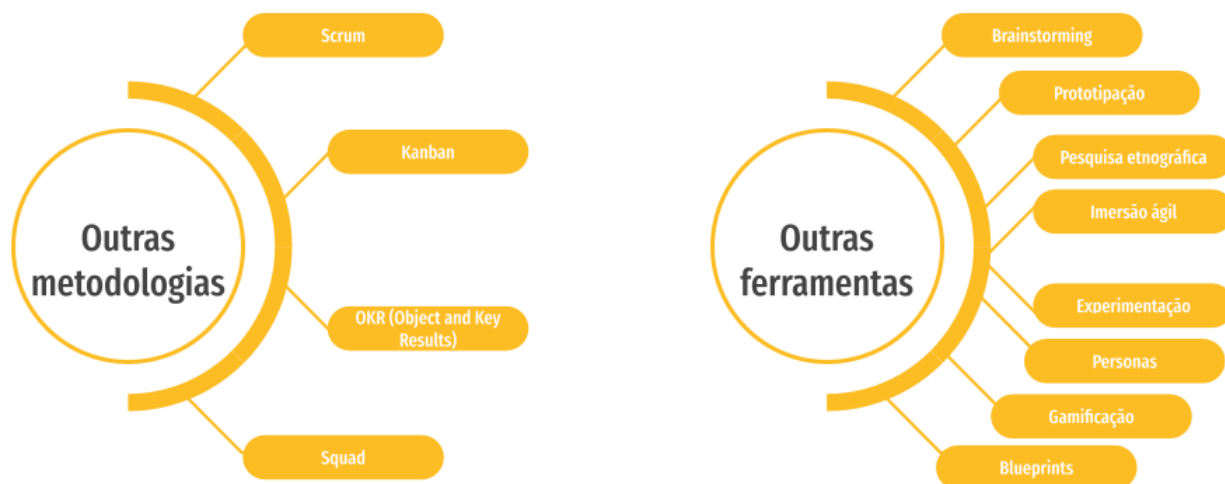 Outras
metodologias
Scrum
Kanban
OKR (Object and Key
Results)
Squad
Outras
ferramentas
Brainstorming
Prototipação
Pesquisa etnográfica
Imersão ágil
Experimentação
Personas
Gamificação
Blueprints